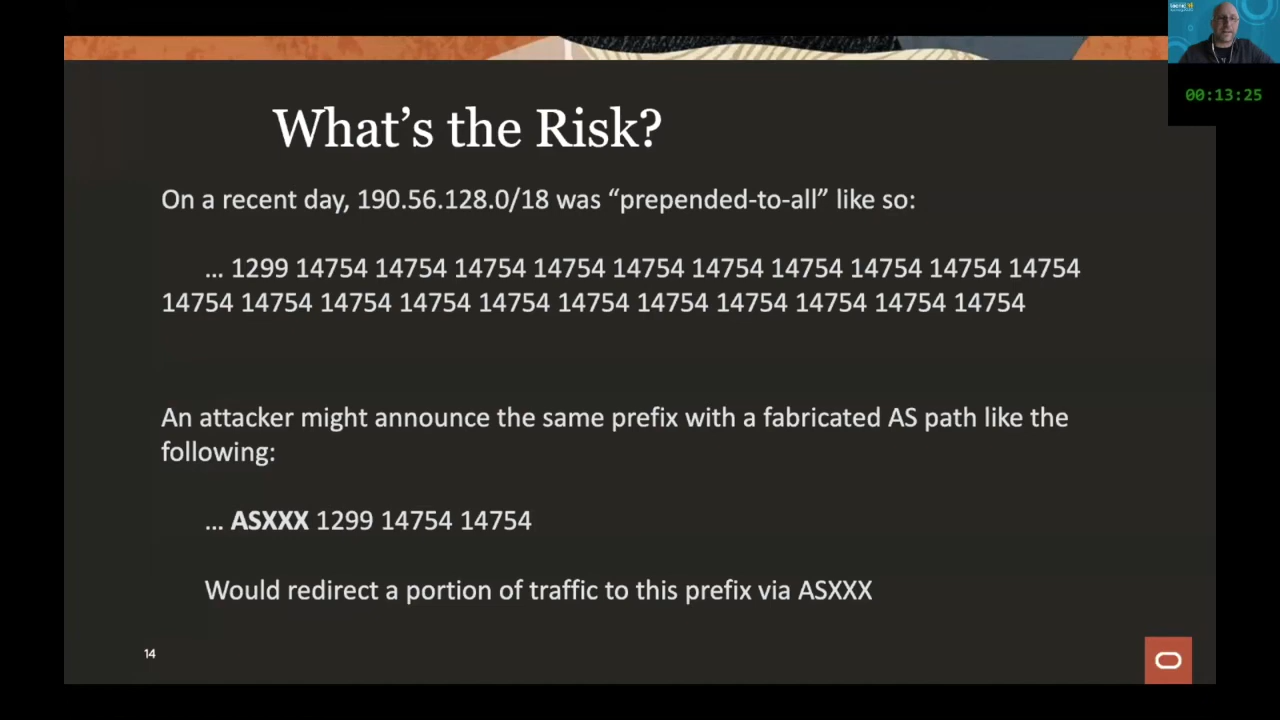 00:13:25
What’s the Risk?
On a recent day, 190.56.128.0/18 was “prepended-to-all” like so:
… 1299 14754 14754 14754 14754 14754 14754 14754 14754 14754 14754
14754 14754 14754 14754 14754 14754 14754 14754 14754 14754 14754
An attacker might announce the same prefix with a fabricated AS path like the
following:
… ASXXX 1299 14754 14754
Would redirect a portion of traffic to this prefix via ASXXX
14